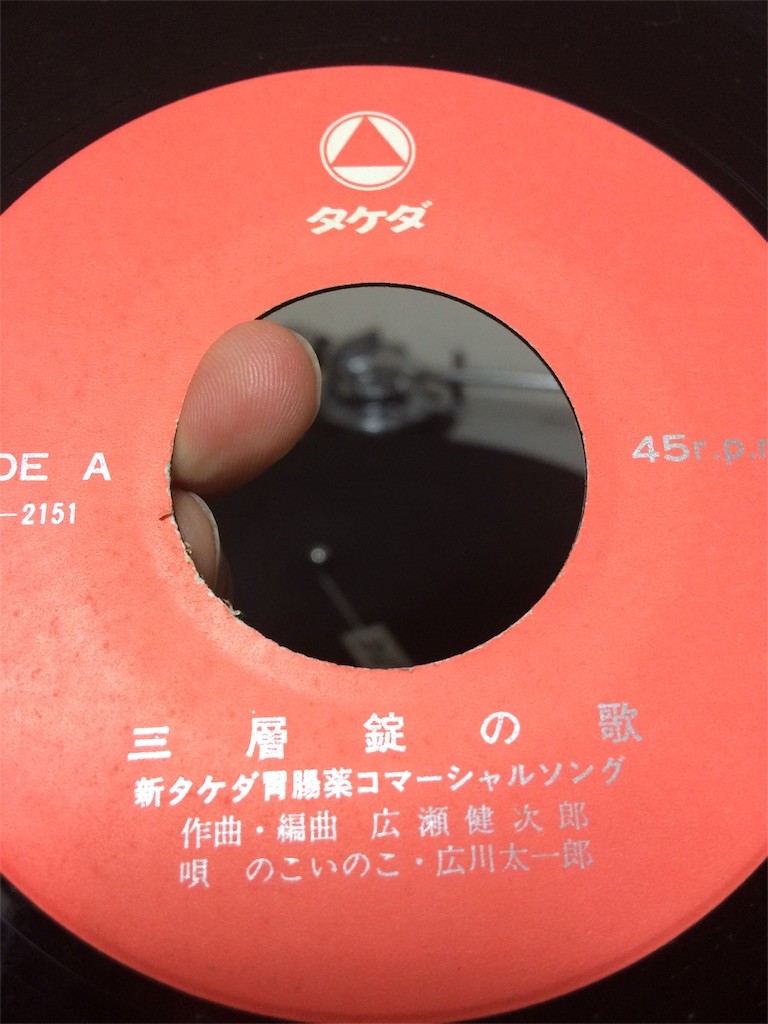 タケダ
DE A
-2151
45r.p.m
三層錠の歌
新タケダ胃腸薬コマーシャルソング
作曲・編曲 広瀬健次郎
唄 のこいのこ・広川太一郎